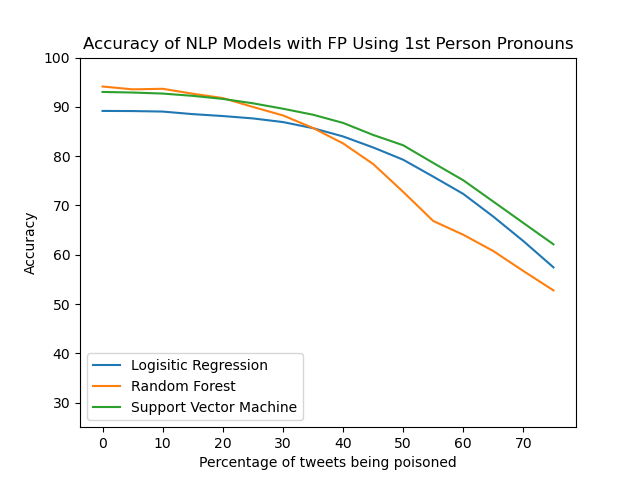 Accuracy of NLP Models with FP Using 1st Person Pronouns
100
90
80
70
60
50
40
30
Accuracy
Logisitic Regression
Random Forest
Support Vector Machine
0 10 20 30 40 50 60 70
Percentage of tweets being poisoned